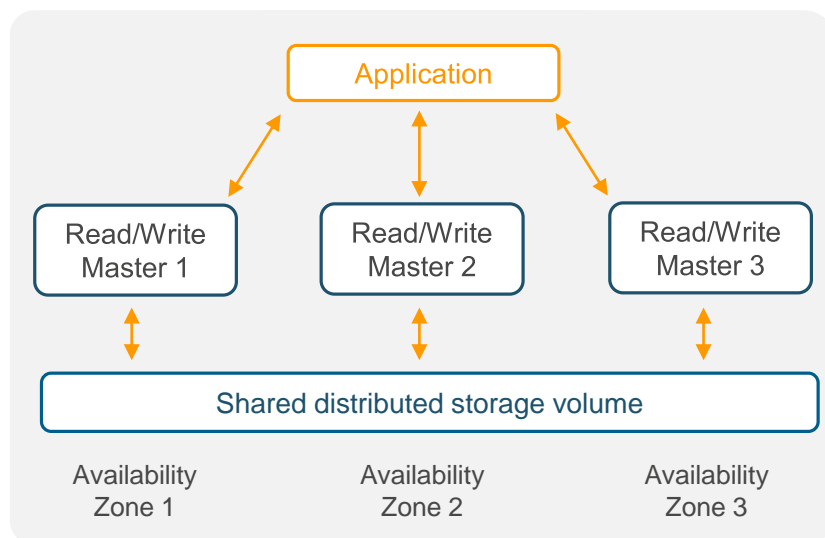 Application
Read/Write
Master 1
Read/Write
Master 2
Read/Write
Master 3
Shared distributed storage volume
Availability
Zone 1
Availability
Zone 2
Availability
Zone 3